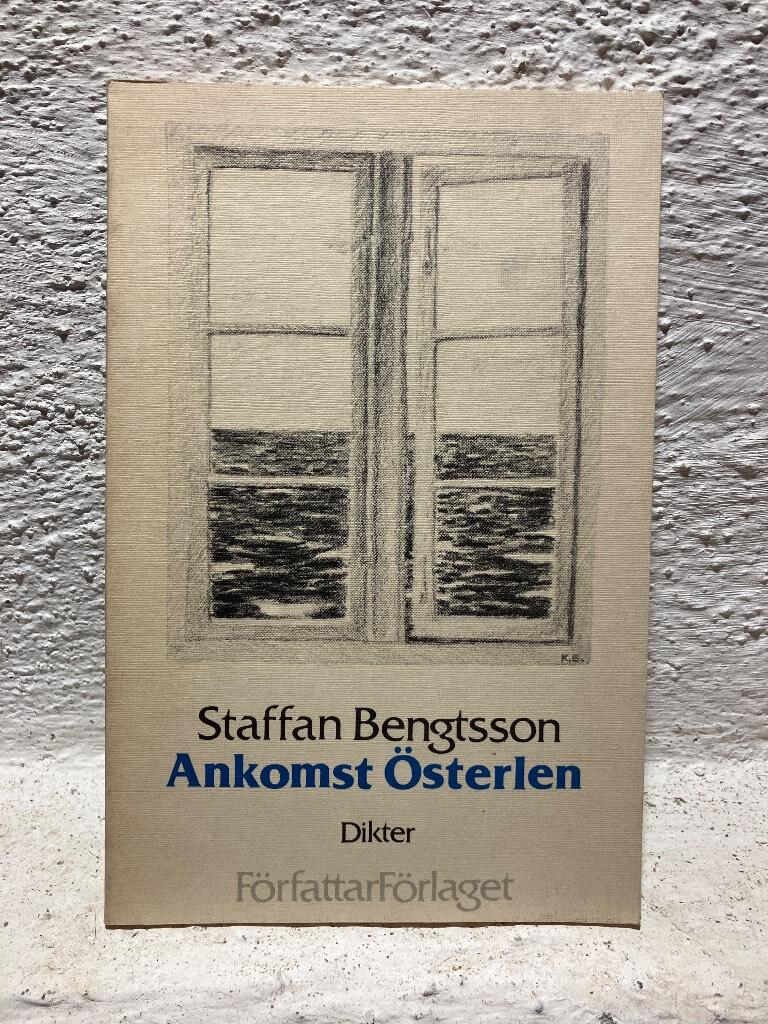 K.B.
Staffan Bengtsson
Ankomst Österlen
Dikter
FörfattarFörlaget